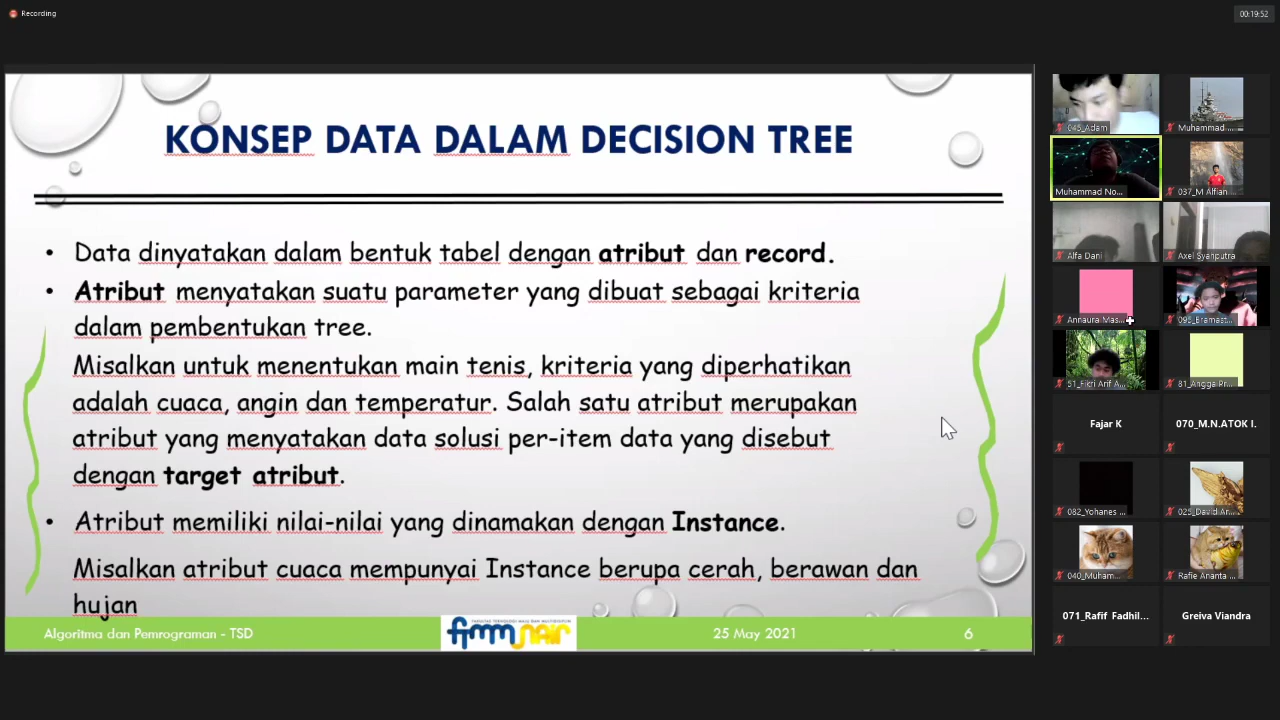 Recording
00:19:52
KONSEP DATA DALAM DECISION TREE
• Data dinyatakan dalam bentuk tabel dengan atribut dan record.
• Atribut menyatakan suatu parameter yang dibuat sebagai kriteria
dalam pembentukan tree.
Misalkan untuk menentukan main tenis, kriteria yang diperhatikan
adalah cuaca, angin dan temperatur. Salah satu atribut merupakan
atribut yang menyatakan data solusi per-item data yang disebut
dengan target atribut.
• Atribut memiliki nilai-nilai yang dinamakan dengan Instance.
Misalkan atribut cuaca mempunyai Instance berupa cerah, berawan dan
hujan
Algoritma dan Pemrograman - TSD
25 May 2021
6
045_Adam
Muhammad ...
Muhammad No...
037_M Alfian ...
Alfa Dani
Axel Syahputra
Annaura Mas...
51_Fikri Arif A...
81_Angga Pr...
Fajar K
070_M.N.ATOK I.
082_Yohanes ...
025_David An...
040_Muham...
Rafie Ananta ...
071_Rafif Fadhil...
Greiva Viandra